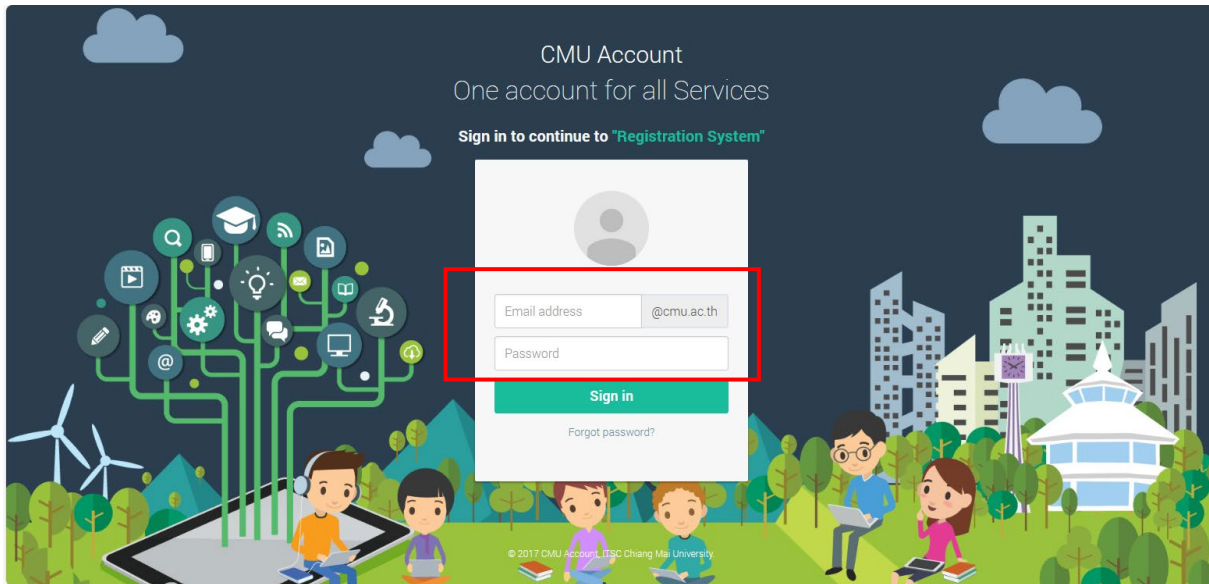 CMU Account
One account for all Services
Sign in to continue to "Registration System"
Email address @cmu.ac.th
Password
Sign in
Forgot password?
© 2017 CMU Account, ITSC Chiang Mai University.